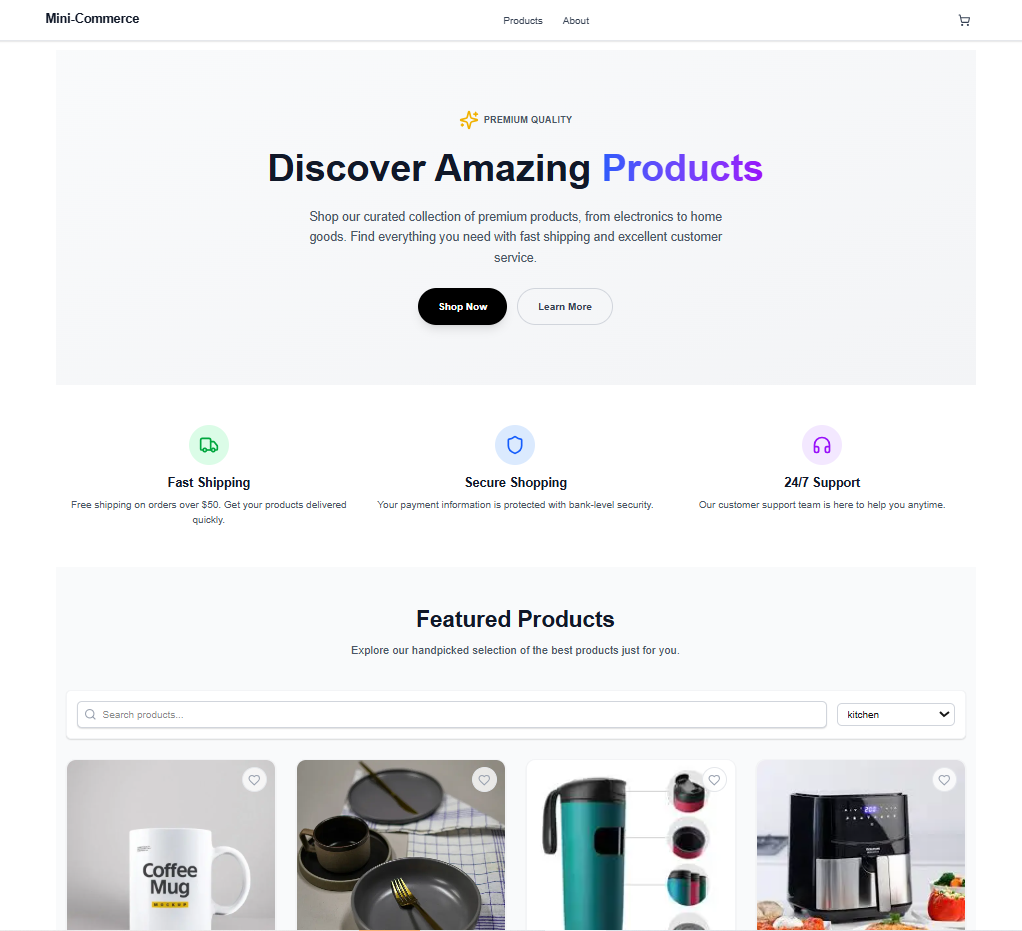 Mini-Commerce
Products
About
PREMIUM QUALITY
Discover Amazing Products
Shop our curated collection of premium products, from electronics to home
goods. Find everything you need with fast shipping and excellent customer
service.
Shop Now
Learn More
Fast Shipping
Free shipping on orders over $50. Get your products delivered
quickly.
Secure Shopping
Your payment information is protected with bank-level security.
24/7 Support
Our customer support team is here to help you anytime.
Featured Products
Explore our handpicked selection of the best products just for you.
Search products...
kitchen
Coffee
Mug
MOCKUP
202